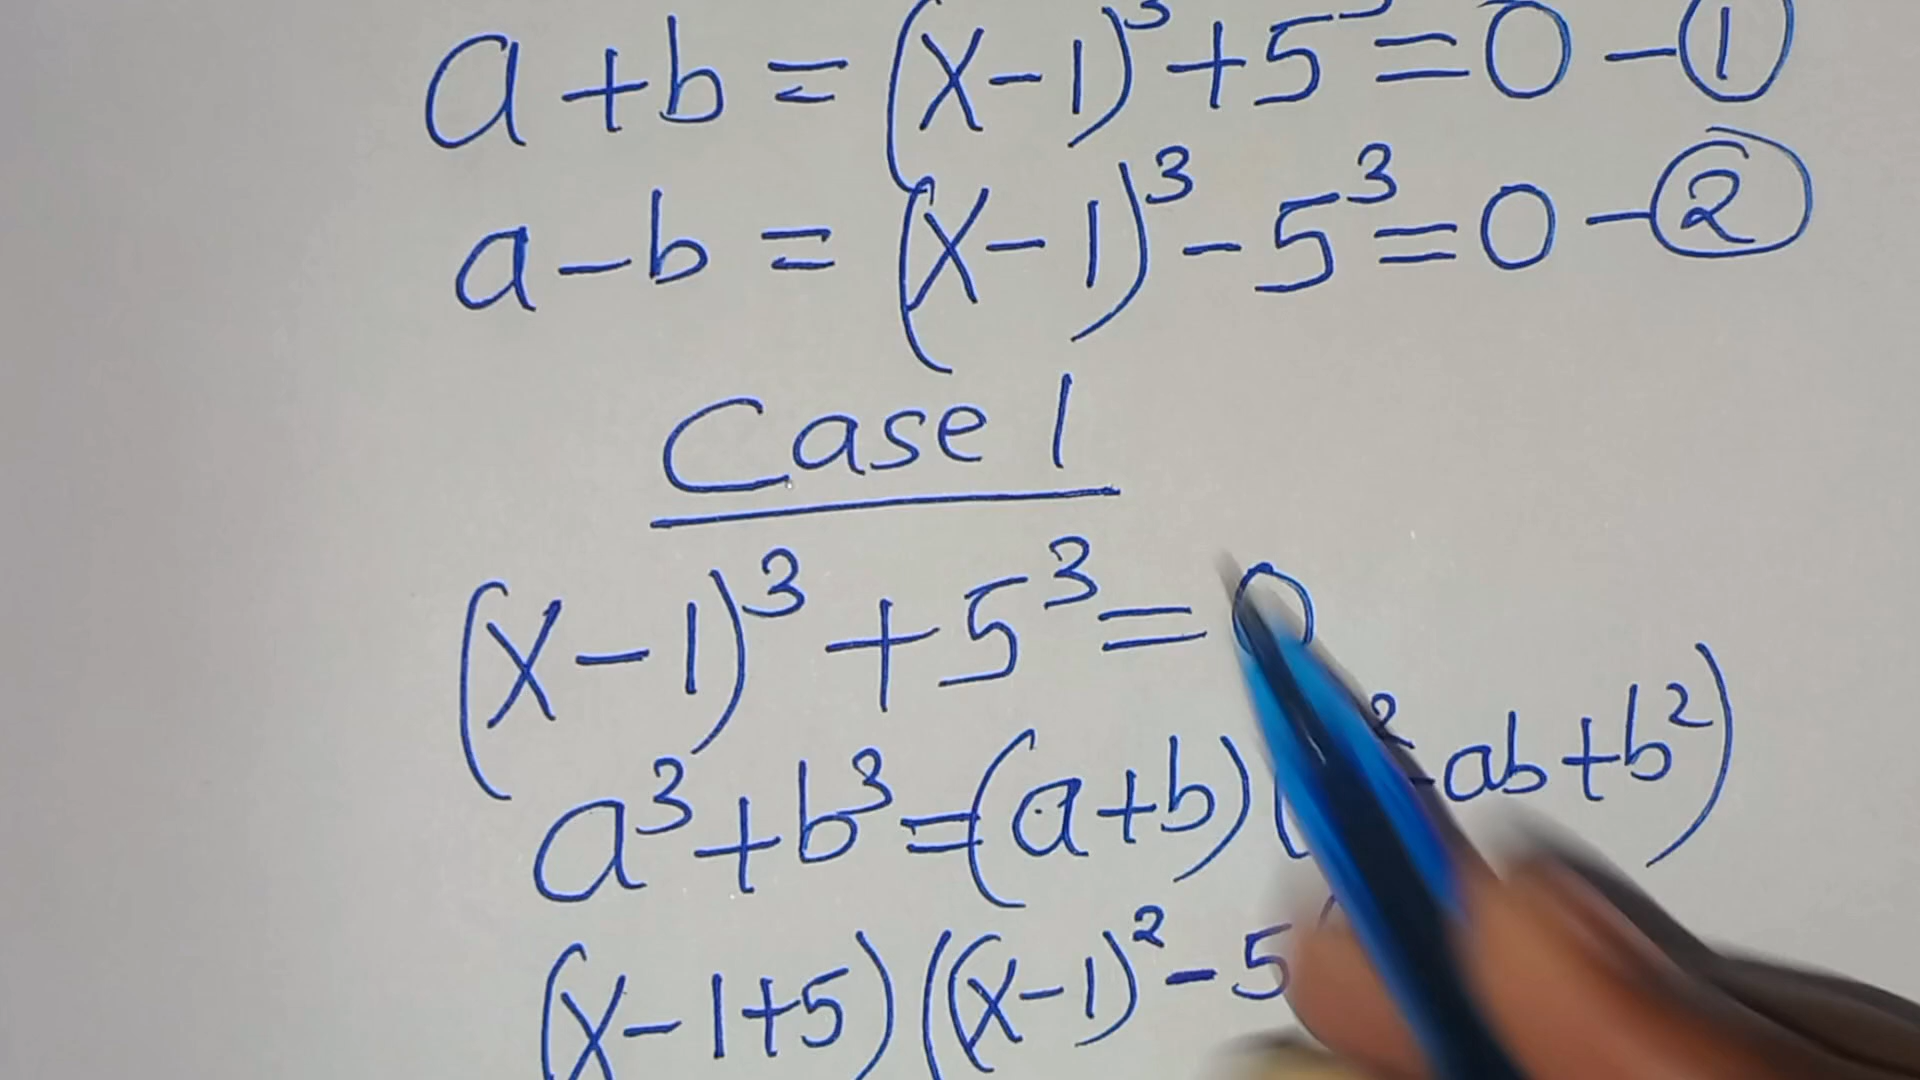 a+b = (x-1)³+5³=0 -①
a-b = (x-1)³-5³=0 -②
Case 1
(x-1)³+5³=0
a³+b³=(a+b)( ²-ab+b²)
(x-1+5)((x-1)²-5